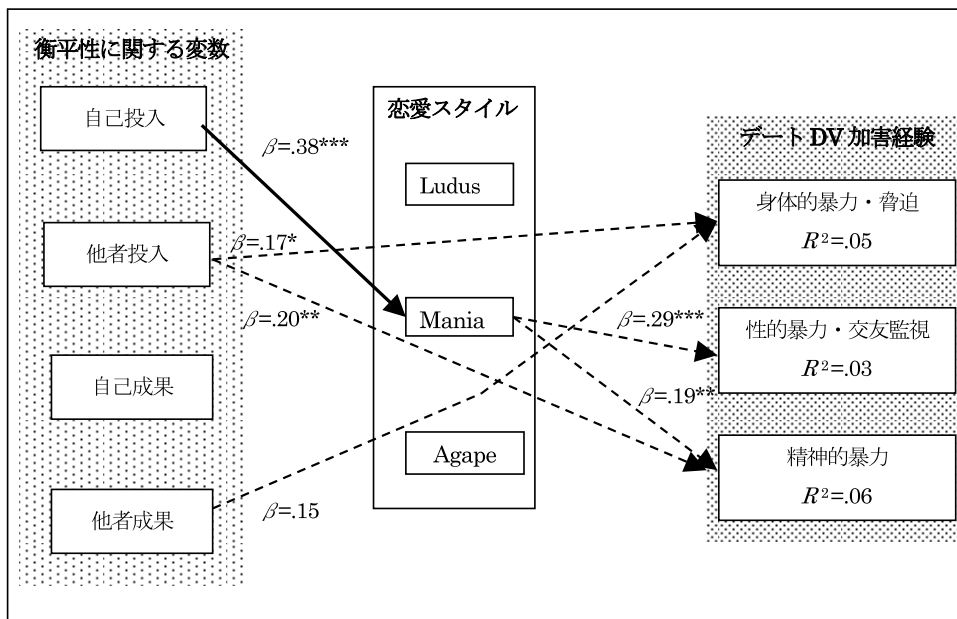 衡平性に関する変数
自己投入
他者投入
自己成果
他者成果
β=.38***
β=.17*
β=.20**
β=.15
恋愛スタイル
Ludus
Mania
Agape
β=.29***
β=.19**
デート DV 加害経験
身体的暴力・脅迫
R²=.05
性的暴力・交友監視
R²=.03
精神的暴力
R²=.06